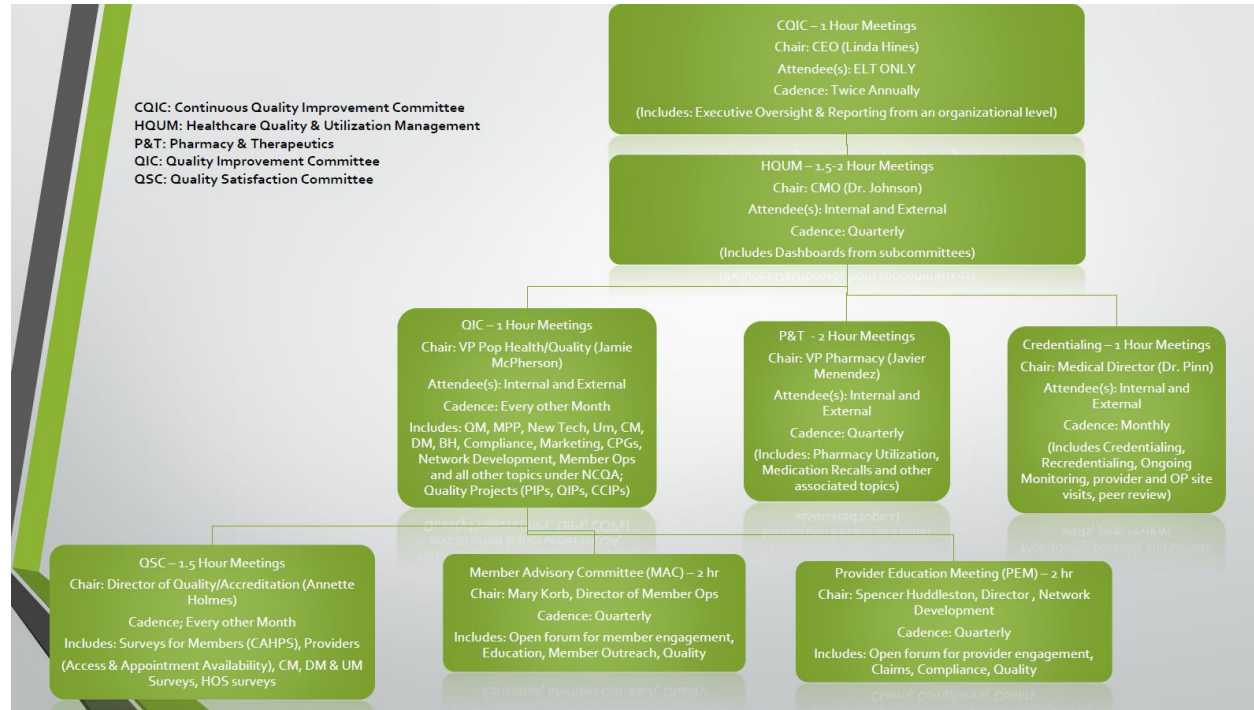 CQIC: Continuous Quality Improvement Committee
HQUM: Healthcare Quality & Utilization Management
P&T: Pharmacy & Therapeutics
QIC: Quality Improvement Committee
QSC: Quality Satisfaction Committee
CQIC – 1 Hour Meetings
Chair: CEO (Linda Hines)
Attendee(s): ELT ONLY
Cadence: Twice Annually
(Includes: Executive Oversight & Reporting from an organizational level)
HQUM – 1.5-2 Hour Meetings
Chair: CMO (Dr. Johnson)
Attendee(s): Internal and External
Cadence: Quarterly
(Includes Dashboards from subcommittees)
QIC – 1 Hour Meetings
Chair: VP Pop Health/Quality (Jamie
McPherson)
Attendee(s): Internal and External
Cadence: Every other Month
Includes: QM, MPP, New Tech, Um, CM,
DM, BH, Compliance, Marketing, CPGs,
Network Development, Member Ops
and all other topics under NCQA;
Quality Projects (PIPs, QIPs, CCIPs)
P&T - 2 Hour Meetings
Chair: VP Pharmacy (Javier
Menendez)
Attendee(s): Internal and
External
Cadence: Quarterly
(Includes: Pharmacy Utilization,
Medication Recalls and other
associated topics)
Credentialing – 1 Hour Meetings
Chair: Medical Director (Dr. Pinn)
Attendee(s): Internal and
External
Cadence: Monthly
(Includes Credentialing,
Recredentialing, Ongoing
Monitoring, provider and OP site
visits, peer review)
QSC – 1.5 Hour Meetings
Chair: Director of Quality/Accreditation (Annette
Holmes)
Cadence; Every other Month
Includes: Surveys for Members (CAHPS), Providers
(Access & Appointment Availability), CM, DM & UM
Surveys, HOS surveys
Member Advisory Committee (MAC) – 2 hr
Chair: Mary Korb, Director of Member Ops
Cadence: Quarterly
Includes: Open forum for member engagement,
Education, Member Outreach, Quality
Provider Education Meeting (PEM) – 2 hr
Chair: Spencer Huddleston, Director , Network
Development
Cadence: Quarterly
Includes: Open forum for provider engagement,
Claims, Compliance, Quality